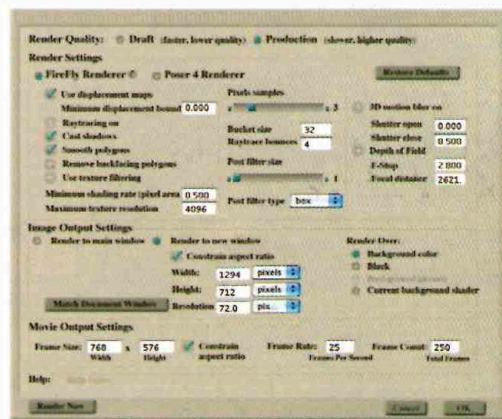 Render Quality: Draft (faster, lower quality) Production (slower, higher quality)
Render Settings
FireFly Renderer Poser 4 Renderer Restore Defaults
Use displacement maps
Minimum displacement bound 0.000
Raytracing on
Cast shadows
Smooth polygons
Remove backfacing polygons
Use texture filtering
Minimum shading rate (pixel area 0.500
Maximum texture resolution 4096
Pixels samples
3
Bucket size 32
Raytrace bounces 4
Post filter size
1
Post filter type box
3D motion blur on
Shutter open 0.000
Shutter close 0.500
Depth of Field
F-Stop 2.800
Focal distance 2621.
Image Output Settings
Render to main window Render to new window
Constrain aspect ratio
Width: 1294 pixels
Height: 712 pixels
Match Document Window Resolution 72.0 pix...
Render Over:
Background color
Black
Current background shader
Movie Output Settings
Frame Size: 768 x 576 Constrain aspect ratio Frame Rate: 25 Frame Count: 250
Width Height Frames Per Second Total Frames
Help:
Render Now Cancel OK